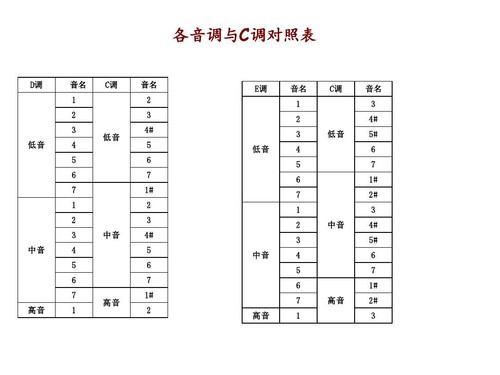 各音调与C调对照表
D调 音名 C调 音名
低音 1 低音 2
2 3
3 4#
4 5
5 6
6 7
7 中音 1#
中音 1 2
2 3
3 4#
4 5
5 6
6 7
7 高音 1#
高音 1 2
E调 音名 C调 音名
低音 1 低音 3
2 4#
3 5#
4 6
5 7
6 中音 1#
7 2#
中音 1 3
2 4#
3 5#
4 6
5 7
6 高音 1#
7 2#
高音 1 3